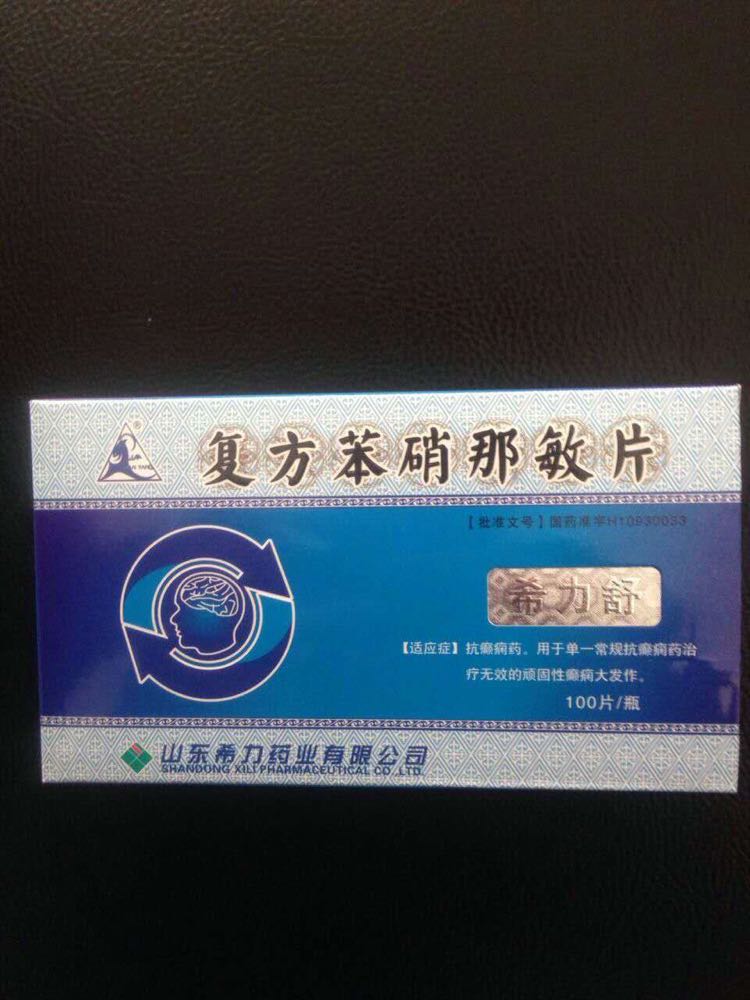 ®
复方苯硝那敏片
【批准文号】国药准字H10930033
希力舒
【适应症】抗癫痫药。用于单一常规抗癫痫药治
疗无效的顽固性癫痫大发作。
100片/瓶
山东希力药业有限公司
SHANDONG XILI PHARMACEUTICAL CO.,LTD.